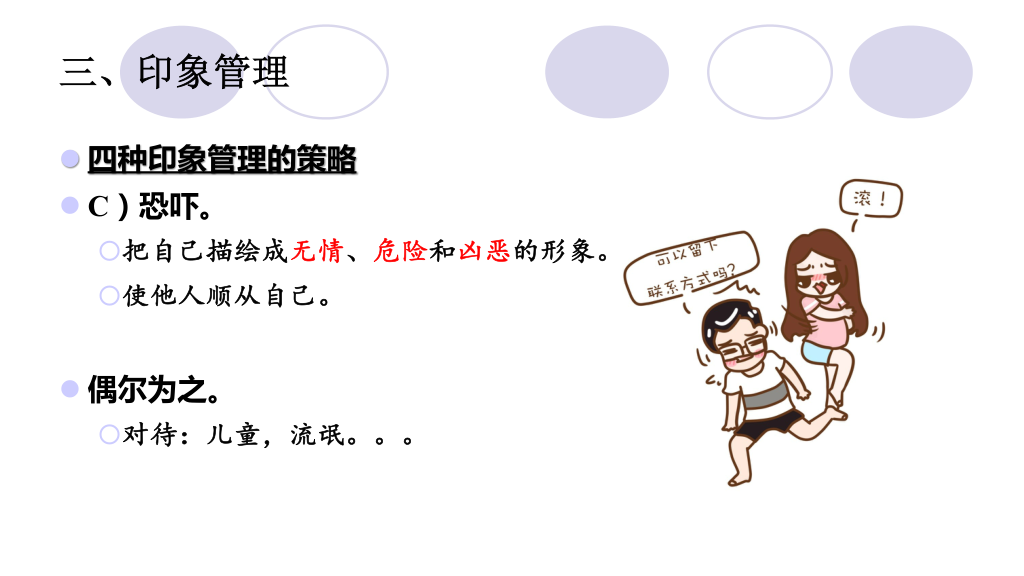 三、印象管理
四种印象管理的策略
C）恐吓。
把自己描绘成无情、危险和凶恶的形象。
使他人顺从自己。
偶尔为之。
对待：儿童，流氓。。。
滚！
可以留下
联系方式吗？